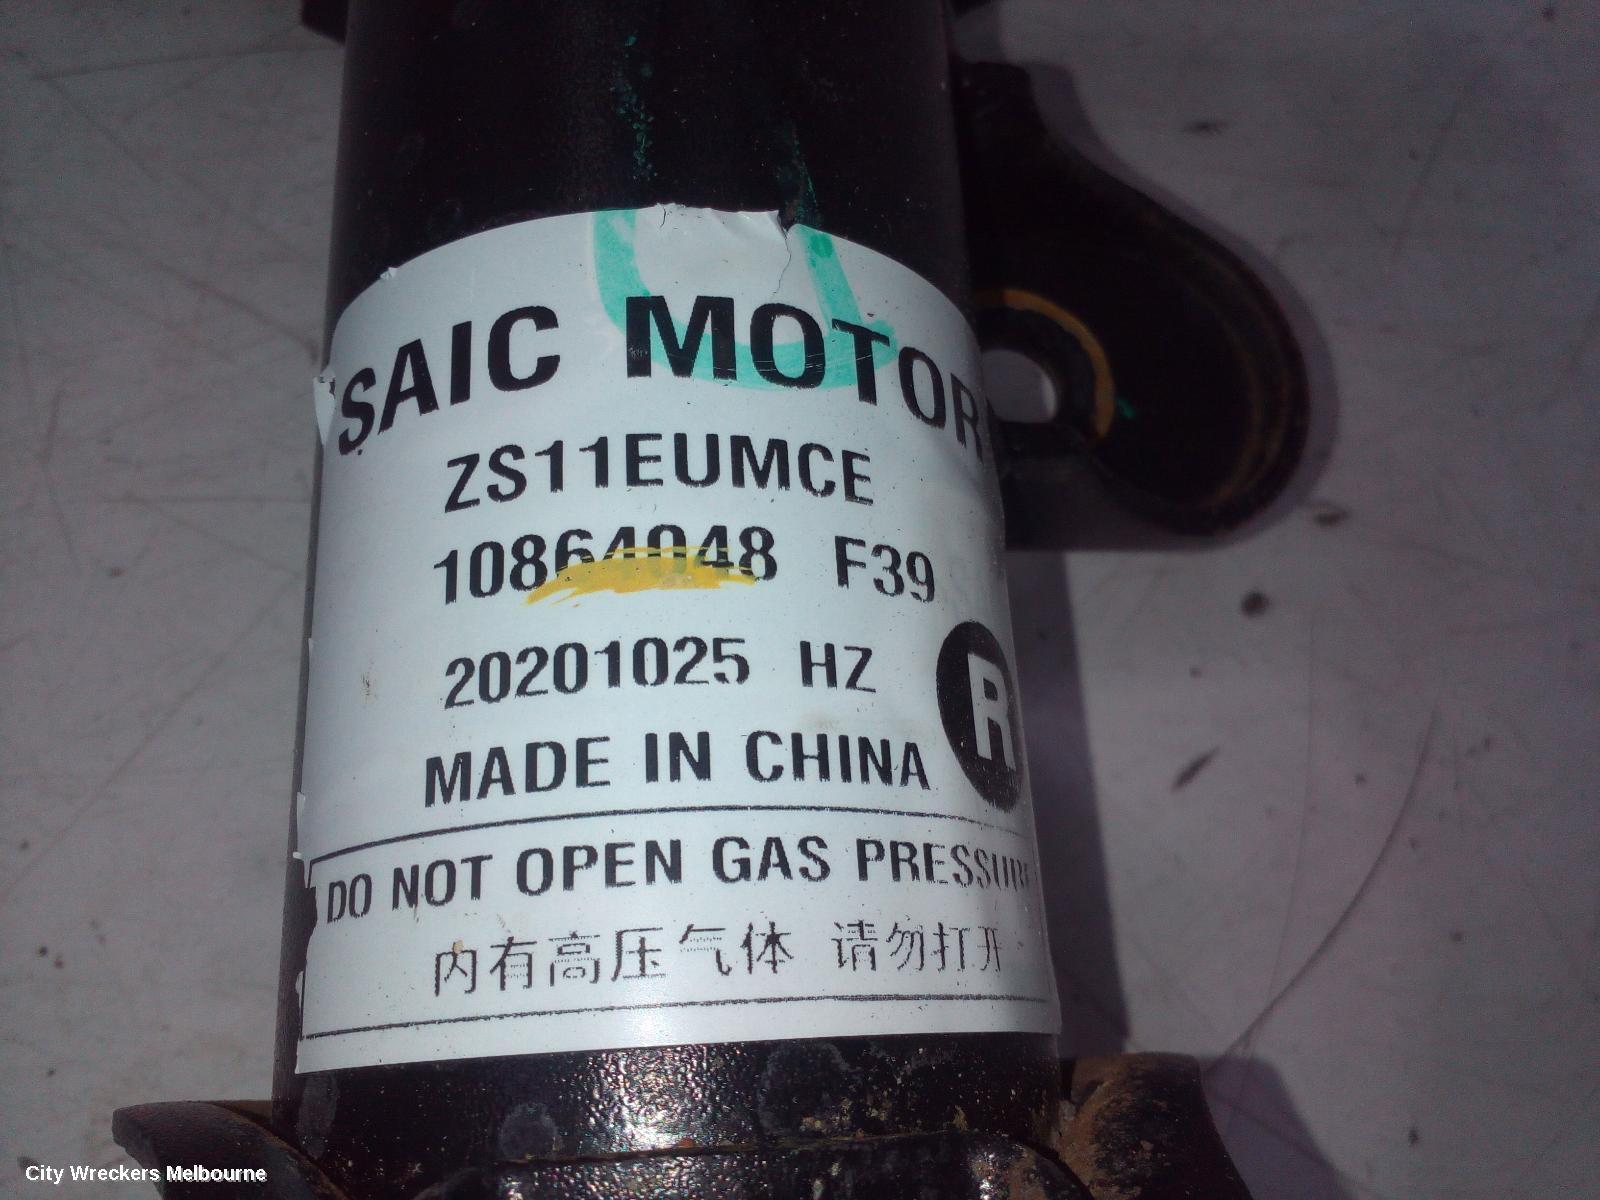 SAIC MOTOR
ZS11EUMCE
10864048 F39
20201025 HZ
R
MADE IN CHINA
DO NOT OPEN GAS PRESSURE
内有高压气体 请勿打开
City Wreckers Melbourne